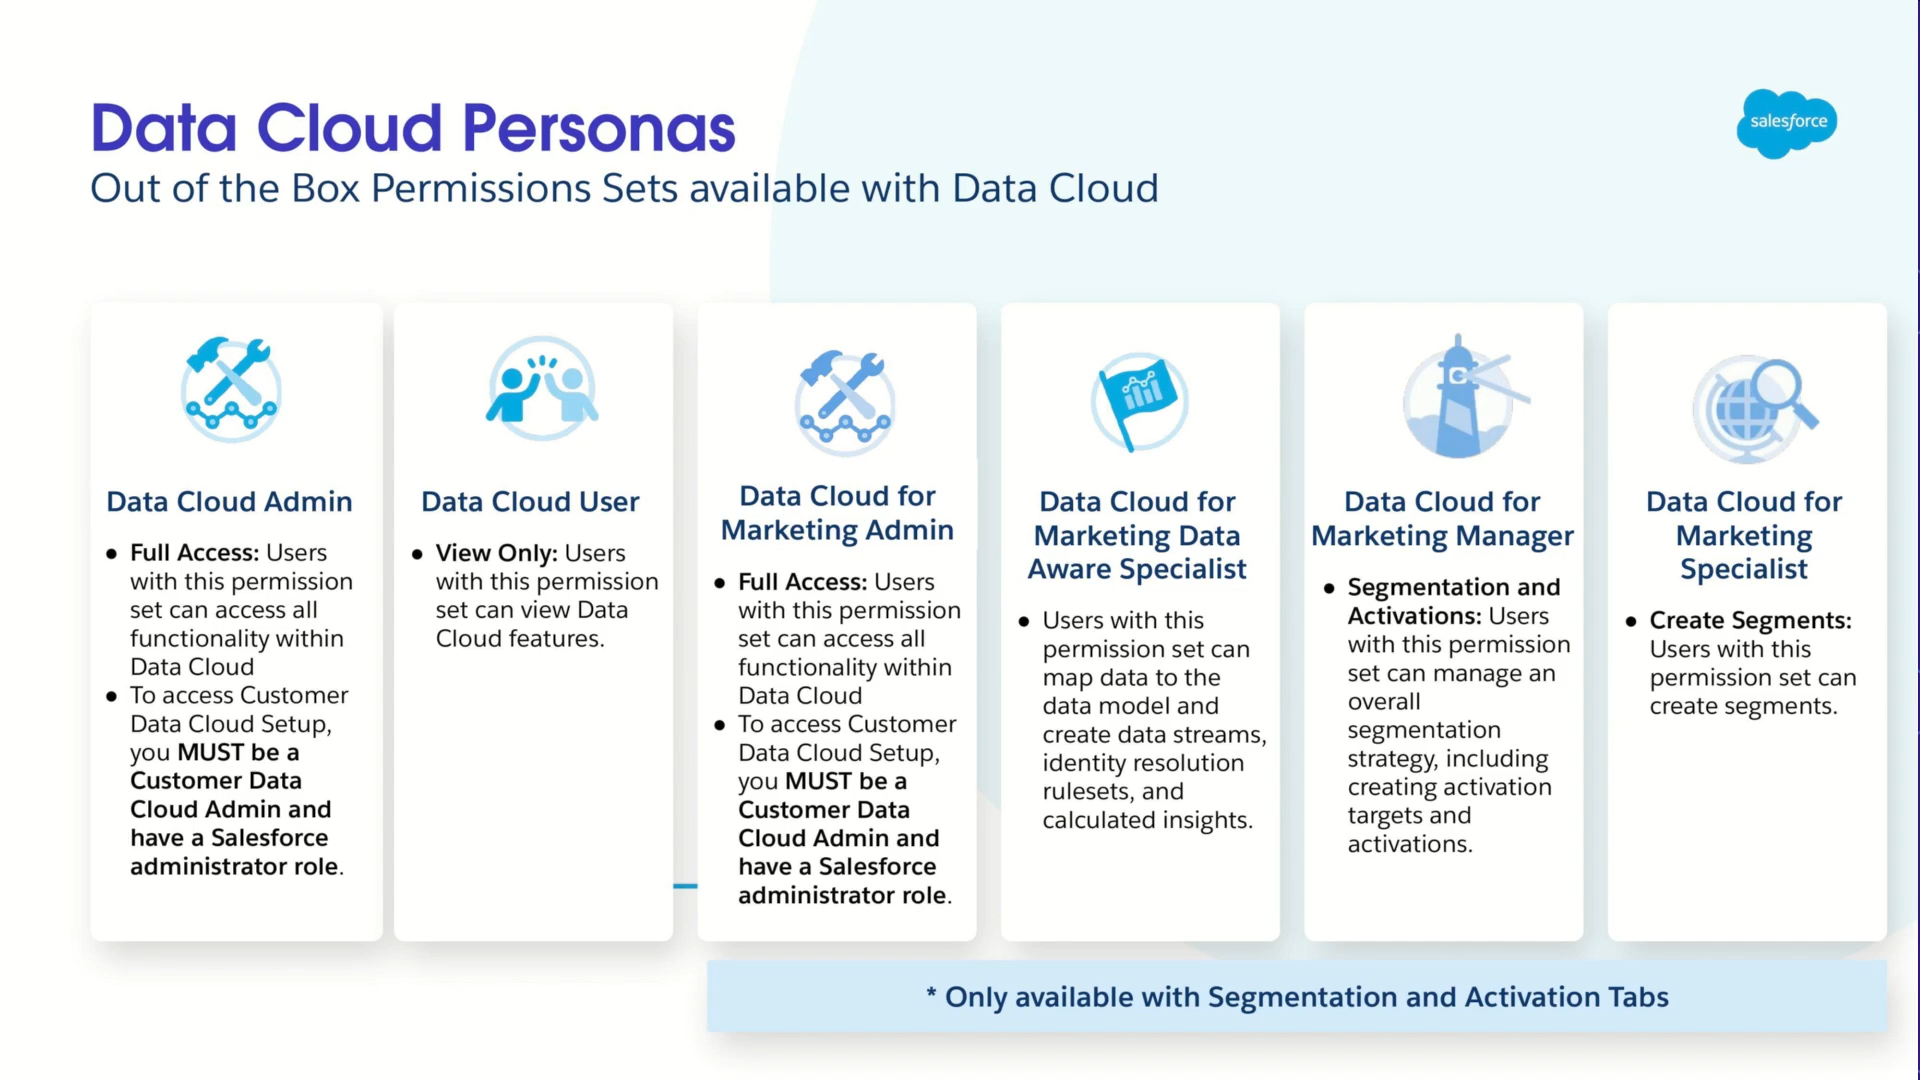 Data Cloud Personas
Out of the Box Permissions Sets available with Data Cloud
salesforce
Data Cloud Admin
● Full Access: Users
with this permission
set can access all
functionality within
Data Cloud
● To access Customer
Data Cloud Setup,
you MUST be a
Customer Data
Cloud Admin and
have a Salesforce
administrator role.
Data Cloud User
● View Only: Users
with this permission
set can view Data
Cloud features.
Data Cloud for
Marketing Admin
● Full Access: Users
with this permission
set can access all
functionality within
Data Cloud
● To access Customer
Data Cloud Setup,
you MUST be a
Customer Data
Cloud Admin and
have a Salesforce
administrator role.
Data Cloud for
Marketing Data
Aware Specialist
● Users with this
permission set can
map data to the
data model and
create data streams,
identity resolution
rulesets, and
calculated insights.
C
Data Cloud for
Marketing Manager
● Segmentation and
Activations: Users
with this permission
set can manage an
overall
segmentation
strategy, including
creating activation
targets and
activations.
Data Cloud for
Marketing
Specialist
● Create Segments:
Users with this
permission set can
create segments.
* Only available with Segmentation and Activation Tabs